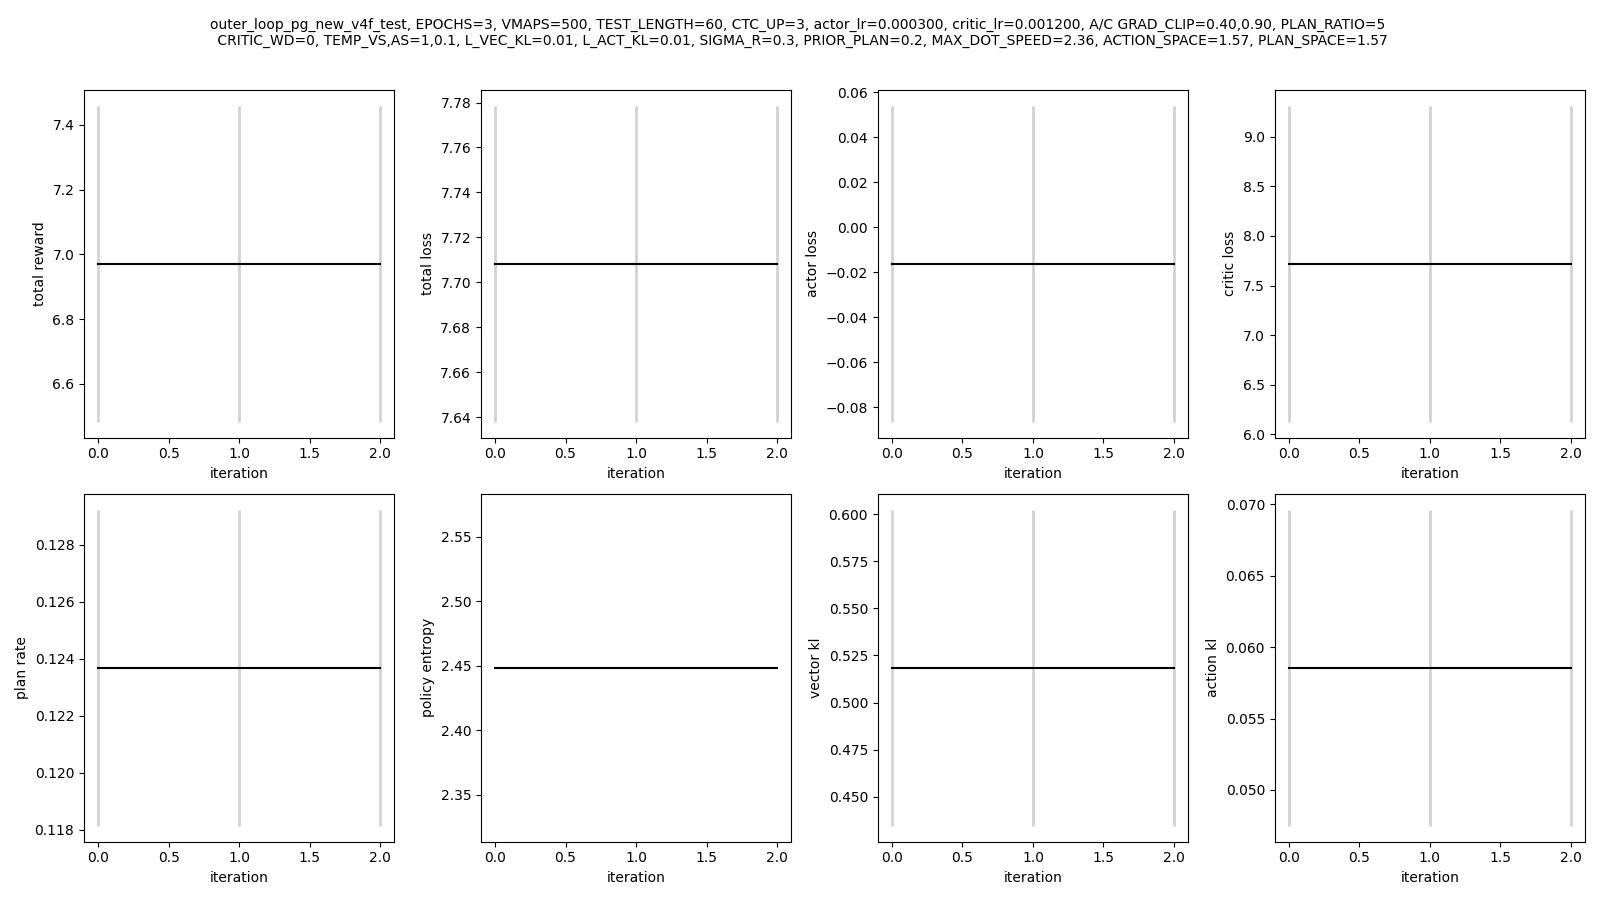 outer_loop_pg_new_v4f_test, EPOCHS=3, VMAPS=500, TEST_LENGTH=60, CTC_UP=3, actor_lr=0.000300, critic_lr=0.001200, A/C GRAD_CLIP=0.40,0.90, PLAN_RATIO=5
CRITIC_WD=0, TEMP_VS,AS=1,0.1, L_VEC_KL=0.01, L_ACT_KL=0.01, SIGMA_R=0.3, PRIOR_PLAN=0.2, MAX_DOT_SPEED=2.36, ACTION_SPACE=1.57, PLAN_SPACE=1.57
total reward
7.4
7.2
7.0
6.8
6.6
0.0 0.5 1.0 1.5 2.0
iteration
total loss
7.78
7.76
7.74
7.72
7.70
7.68
7.66
7.64
0.0 0.5 1.0 1.5 2.0
iteration
actor loss
0.06
0.04
0.02
0.00
−0.02
−0.04
−0.06
−0.08
0.0 0.5 1.0 1.5 2.0
iteration
critic loss
9.0
8.5
8.0
7.5
7.0
6.5
6.0
0.0 0.5 1.0 1.5 2.0
iteration
plan rate
0.128
0.126
0.124
0.122
0.120
0.118
0.0 0.5 1.0 1.5 2.0
iteration
policy entropy
2.55
2.50
2.45
2.40
2.35
0.0 0.5 1.0 1.5 2.0
iteration
vector kl
0.600
0.575
0.550
0.525
0.500
0.475
0.450
0.0 0.5 1.0 1.5 2.0
iteration
action kl
0.070
0.065
0.060
0.055
0.050
0.0 0.5 1.0 1.5 2.0
iteration